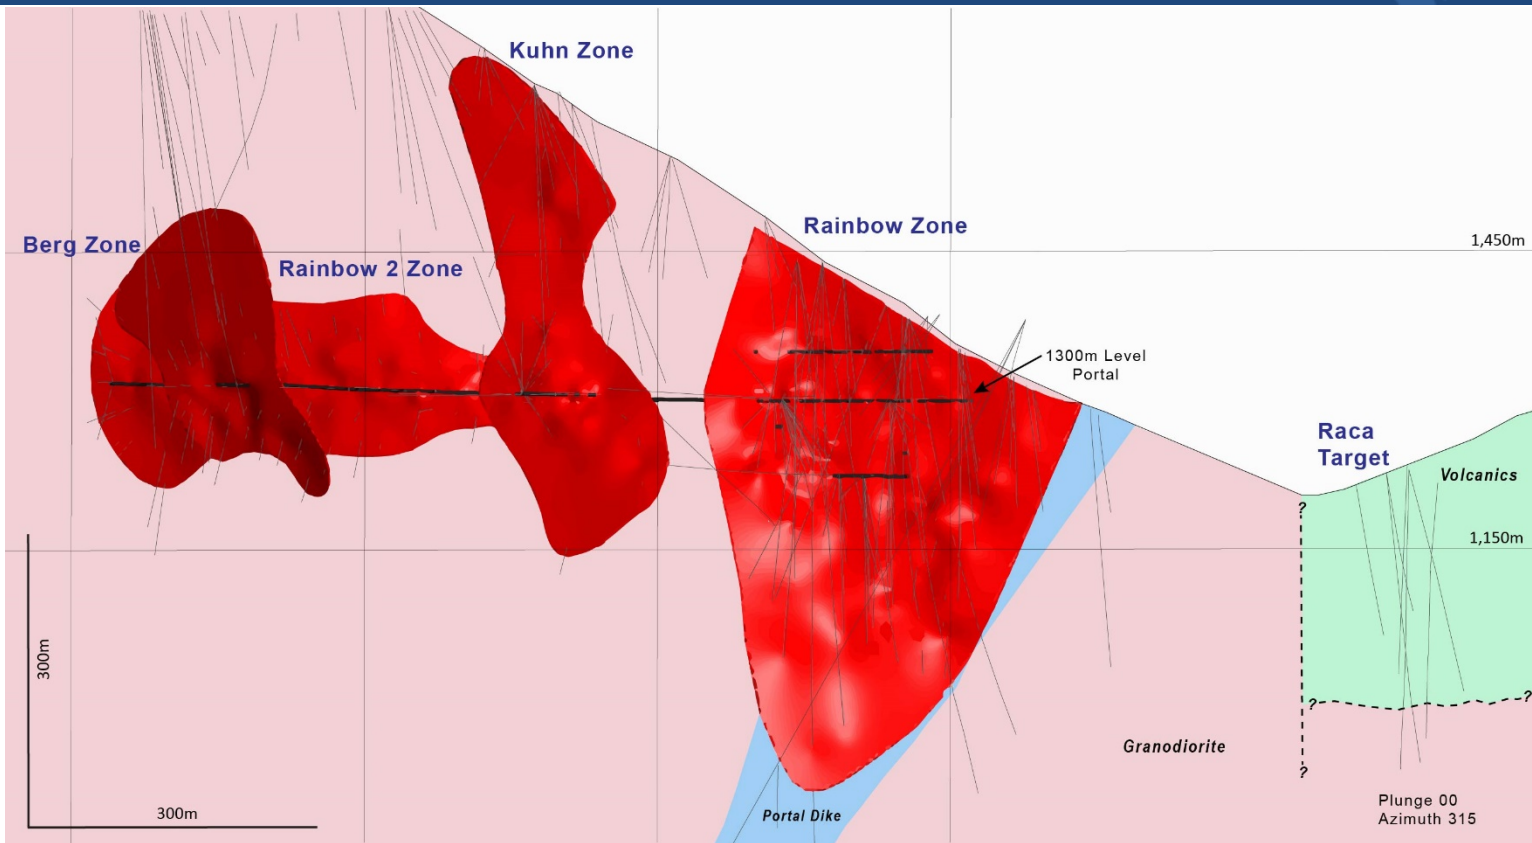 Kuhn Zone
Rainbow Zone
Berg Zone
1,450m
Rainbow 2 Zone
1300m Level
Portal
Raca
Target
Volcanics
?
1,150m
300m
?
?
Granodiorite
?
300m
Portal Dike
Plunge 00
Azimuth 315